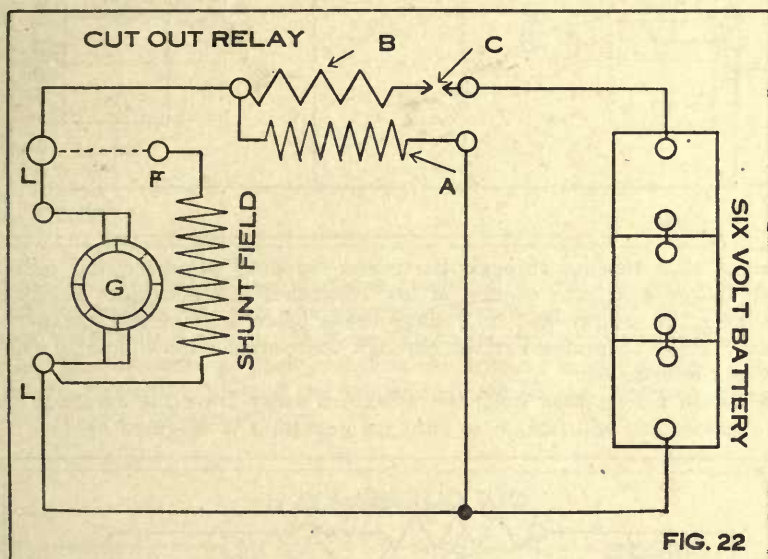 CUT OUT RELAY
B
C
A
L
F
G
SHUNT FIELD
L
SIX VOLT BATTERY
FIG. 22